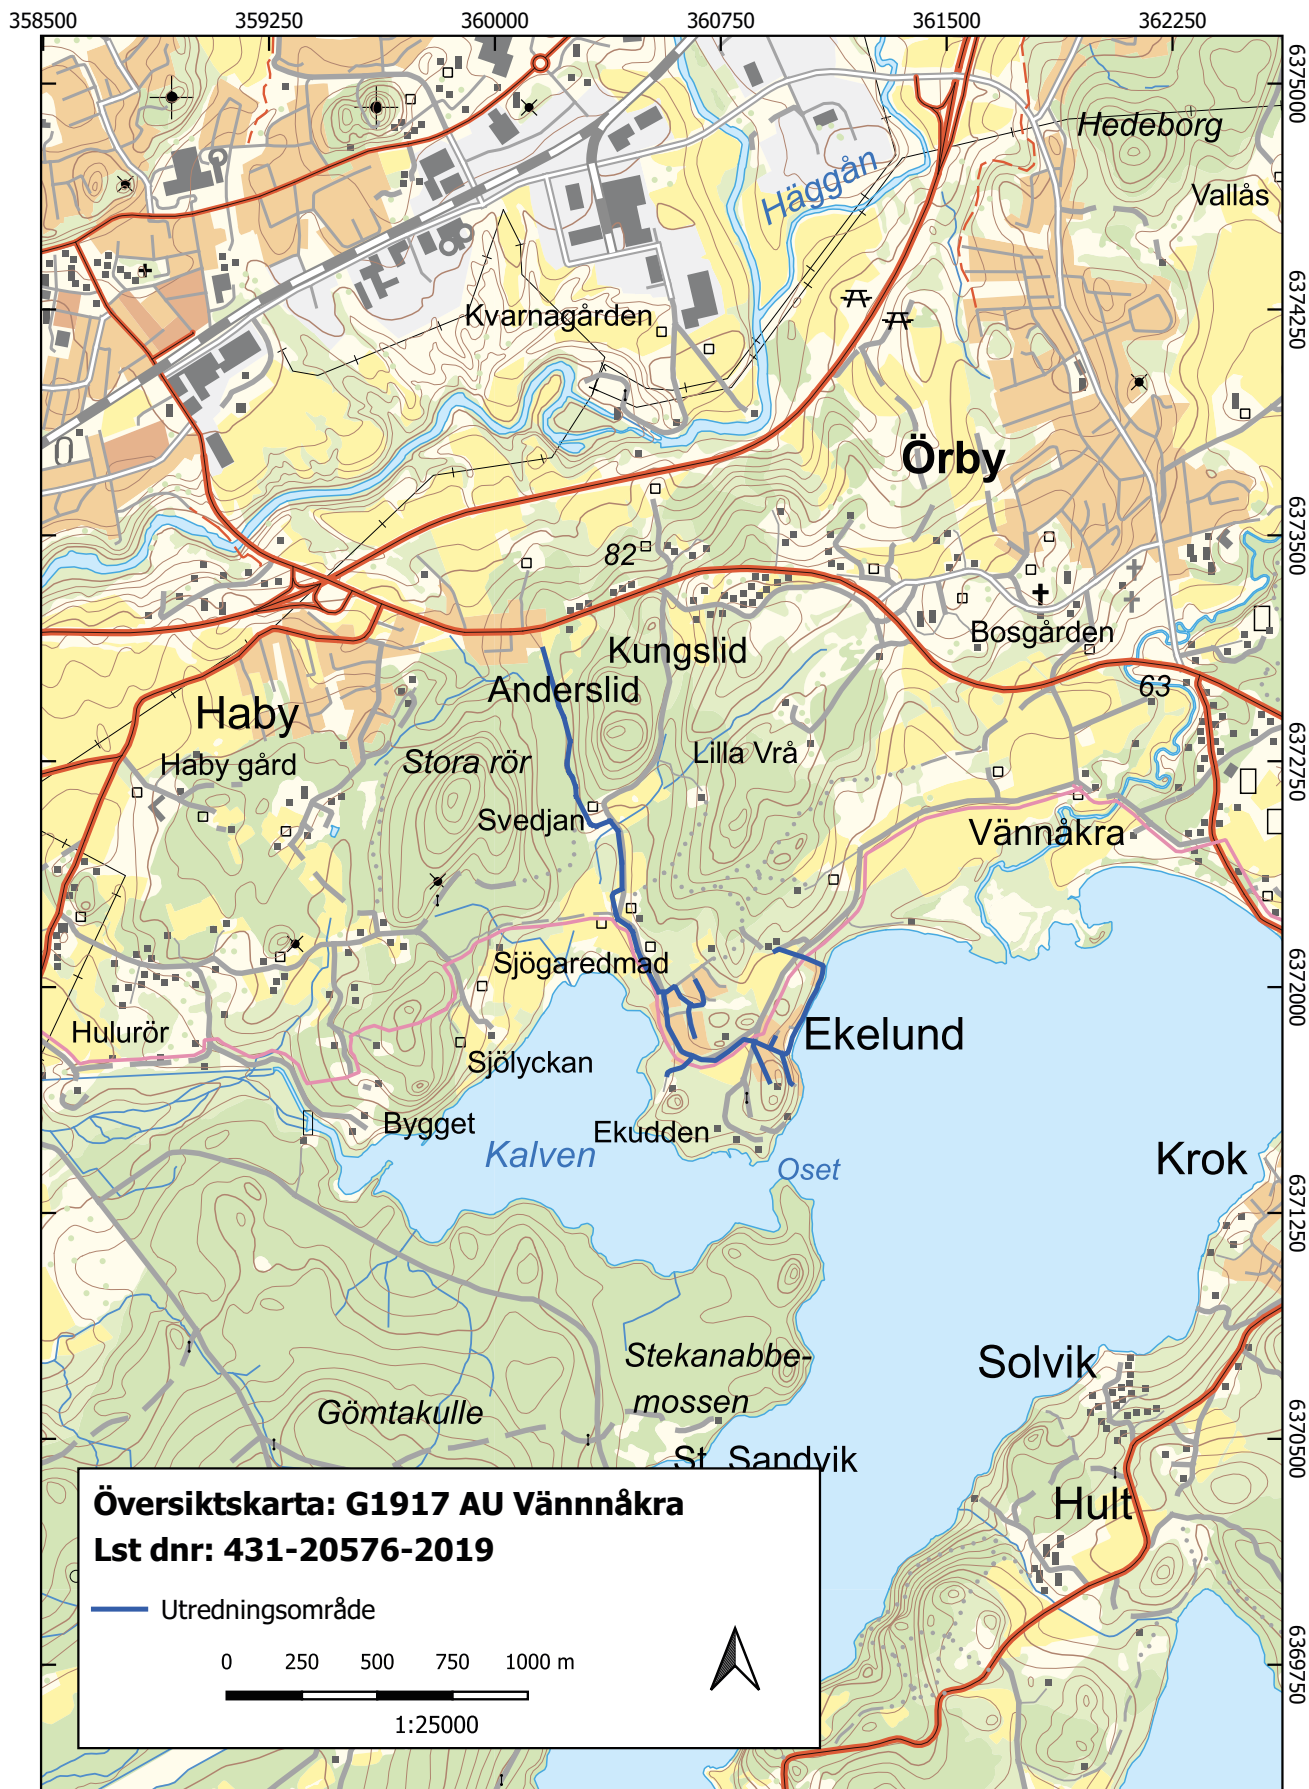 358500 359250 360000 360750 361500 362250
6375000
Hedeborg
Häggån
Vallås
Kvarnagården
6374250
Örby
82
6373500
Bosgården
Kungslid
Anderslid
63
Haby
Haby gård
Stora rör
Lilla Vrå
6372750
Svedjan
Vännåkra
Sjögaredmad
6372000
Hulurör
Ekelund
Sjölyckan
Bygget
Ekudden
Kalven
Oset
Krok
6371250
Stekanabbe-
mossen
Solvik
Gömtakulle
6370500
St. Sandvik
Hult
Översiktskarta: G1917 AU Vännnåkra
Lst dnr: 431-20576-2019
Utredningsområde
0 250 500 750 1000 m
1:25000
6369750